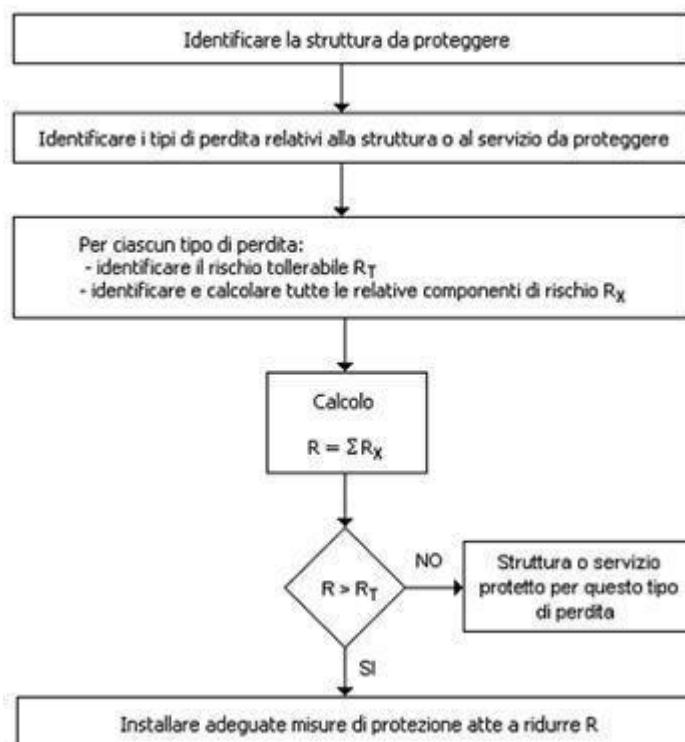 Identificare la struttura da proteggere
Identificare i tipi di perdita relativi alla struttura o al servizio da proteggere
Per ciascun tipo di perdita:
- identificare il rischio tollerabile RT
- identificare e calcolare tutte le relative componenti di rischio RX
Calcolo
R = ΣRX
R > RT
NO
Struttura o servizio
protetto per questo tipo
di perdita
SI
Installare adeguate misure di protezione atte a ridurre R